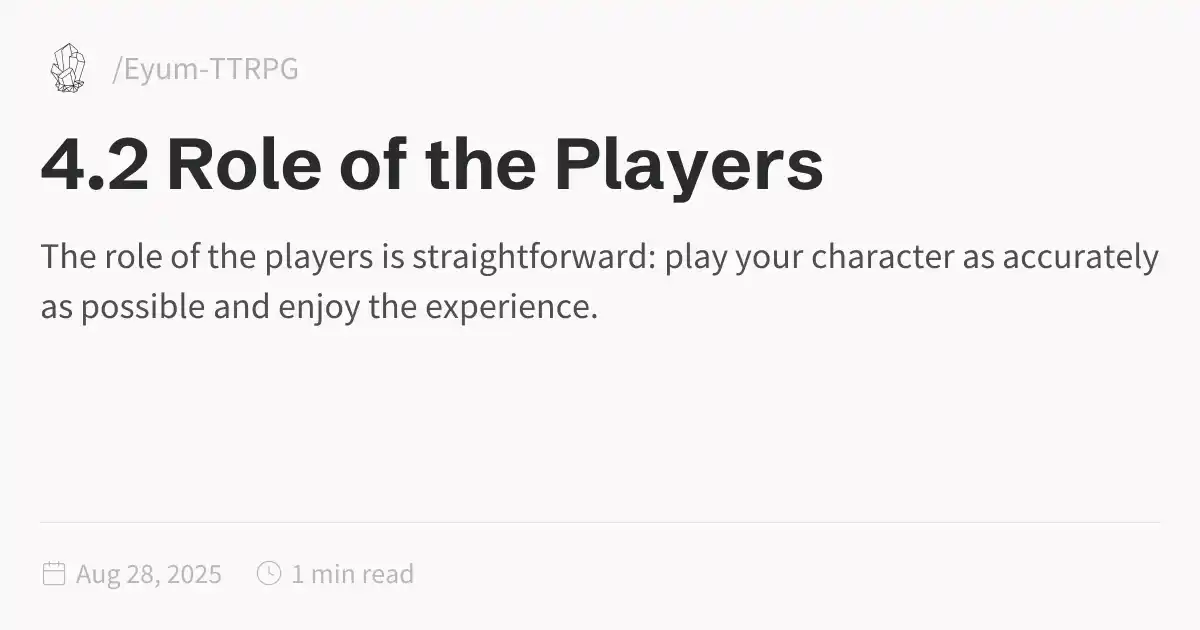 /Eyum-TTRPG
4.2 Role of the Players
The role of the players is straightforward: play your character as accurately
as possible and enjoy the experience.
Aug 28, 2025 1 min read